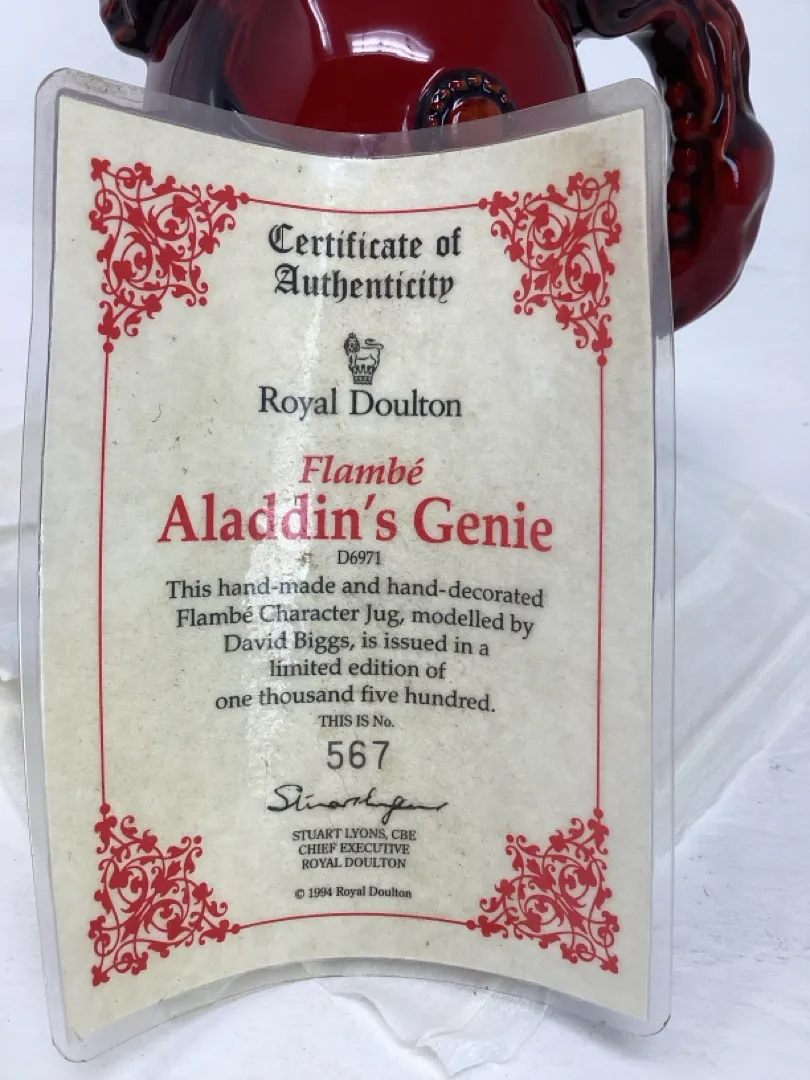 Certificate of
Authenticity
Royal Doulton
Flambé
Aladdin's Genie
D6971
This hand-made and hand-decorated
Flambé Character Jug, modelled by
David Biggs, is issued in a
limited edition of
one thousand five hundred.
THIS IS No.
567
STUART LYONS, CBE
CHIEF EXECUTIVE
ROYAL DOULTON
© 1994 Royal Doulton